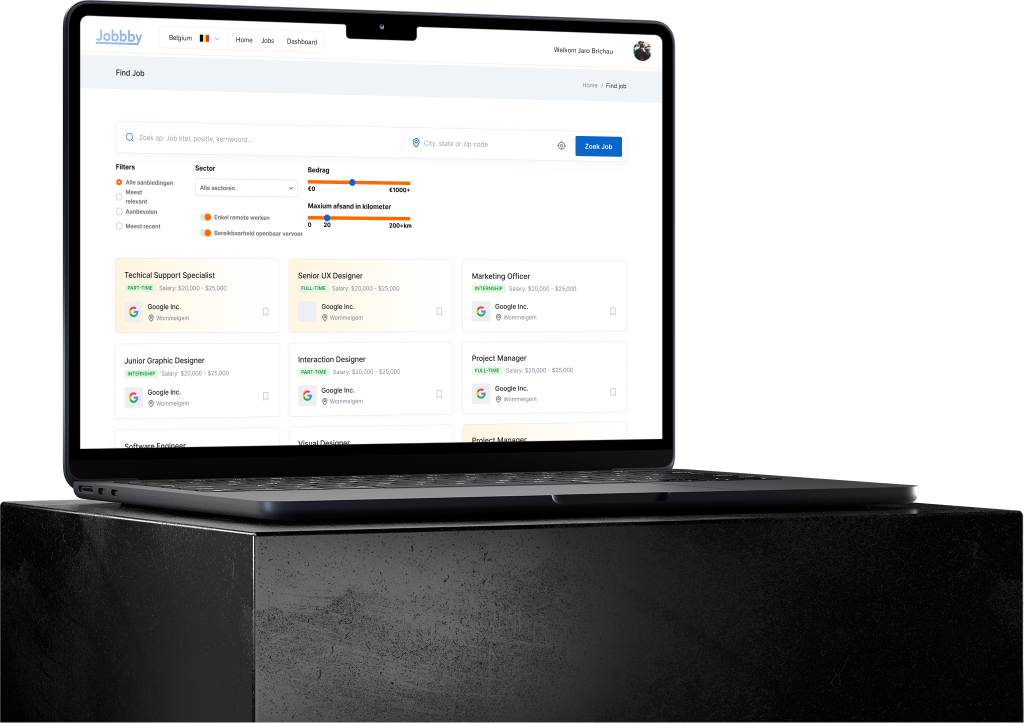 Jobbby
Belgium
Home
Jobs
Dashboard
Welkom Jaro Brichau
Find Job
Home / Find job
Zoek op: Job titel, positie, kernwoord...
City, state or zip code
Zoek Job
Filters
Alle aanbiedingen
Meest
relevant
Aanbevolen
Meest recent
Sector
Alle sectoren
Enkel remote werken
Bereikbaarheid openbaar vervoer
Bedrag
€0
€1000+
Maxium afsand in kilometer
0
20
200+km
Techical Support Specialist
PART-TIME
Salary: $20,000 - $25,000
Google Inc.
Wommelgem
Senior UX Designer
FULL-TIME
Salary: $20,000 - $25,000
Google Inc.
Wommelgem
Marketing Officer
INTERNSHIP
Salary: $20,000 - $25,000
Google Inc.
Wommelgem
Junior Graphic Designer
INTERNSHIP
Salary: $20,000 - $25,000
Google Inc.
Wommelgem
Interaction Designer
PART-TIME
Salary: $20,000 - $25,000
Google Inc.
Wommelgem
Project Manager
FULL-TIME
Salary: $20,000 - $25,000
Google Inc.
Wommelgem
Software Engineer
Visual Designer
Project Manager